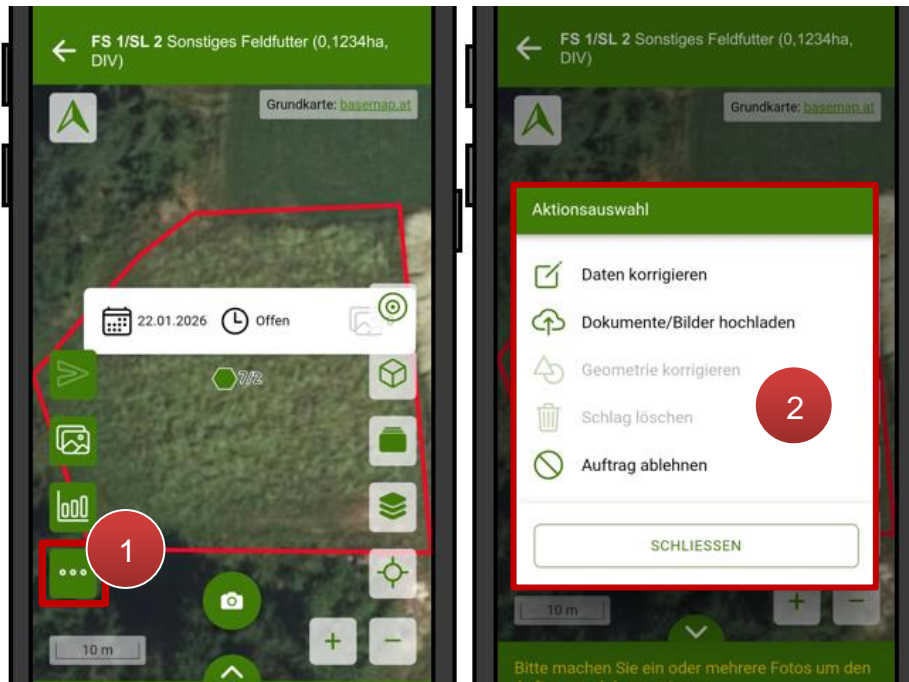 FS 1/SL 2 Sonstiges Feldfutter (0,1234ha,
DIV)
Grundkarte: basemap.at
22.01.2026
Offen
7/2
1
10 m
+
−
FS 1/SL 2 Sonstiges Feldfutter (0,1234ha,
DIV)
Grundkarte: basemap.at
Aktionsauswahl
Daten korrigieren
Dokumente/Bilder hochladen
Geometrie korrigieren
Schlag löschen
2
Auftrag ablehnen
SCHLIESSEN
10 m
+
−
Bitte machen Sie ein oder mehrere Fotos um den